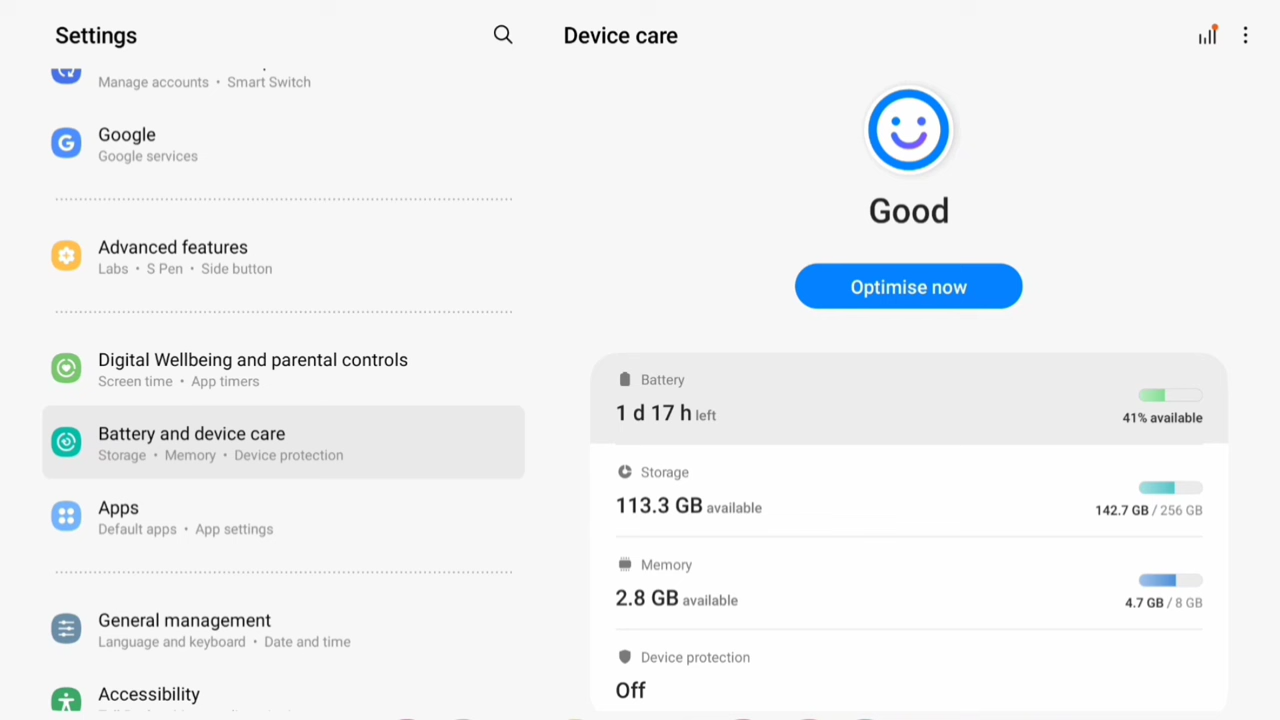 Settings
Manage accounts • Smart Switch
Google
Google services
Advanced features
Labs • S Pen • Side button
Digital Wellbeing and parental controls
Screen time • App timers
Battery and device care
Storage • Memory • Device protection
Apps
Default apps • App settings
General management
Language and keyboard • Date and time
Accessibility
Device care
Good
Optimise now
Battery
1 d 17 h left
41% available
Storage
113.3 GB available
142.7 GB / 256 GB
Memory
2.8 GB available
4.7 GB / 8 GB
Device protection
Off